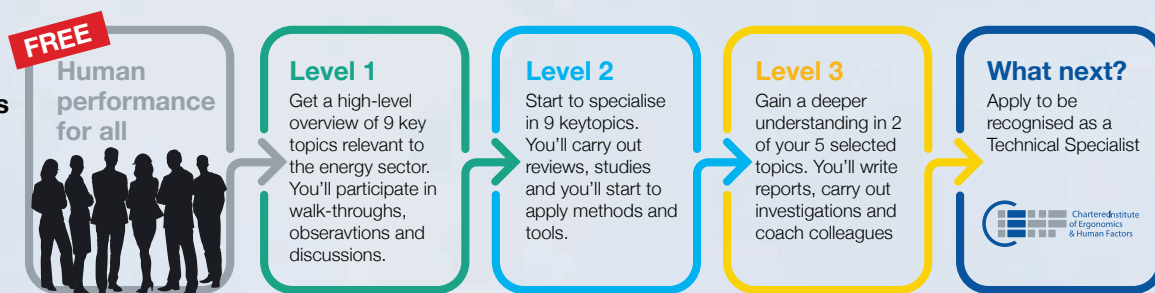 FREE
s
Human
performance
for all
Level 1
Get a high-level
overview of 9 key
topics relevant to
the energy sector.
You'll participate in
walk-throughs,
obseravtions and
discussions.
Level 2
Start to specialise
in 9 keytopics.
You'll carry out
reviews, studies
and you'll start to
apply methods and
tools.
Level 3
Gain a deeper
understanding in 2
of your 5 selected
topics. You'll write
reports, carry out
investigations and
coach colleagues
What next?
Apply to be
recognised as a
Technical Specialist
Chartered Institute
of Ergonomics
& Human Factors